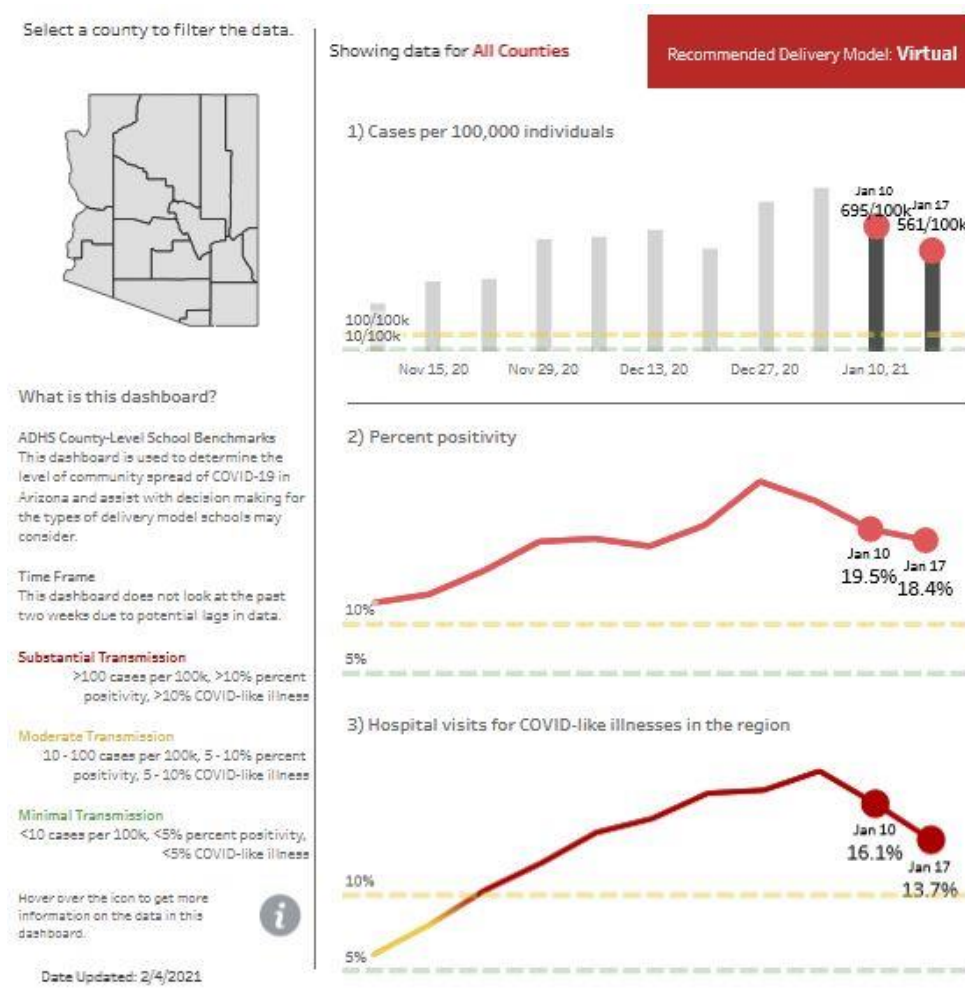 Select a county to filter the data.
What is this dashboard?
ADHS County-Level School Benchmarks
This dashboard is used to determine the
level of community spread of COVID-19 in
Arizona and assist with decision making for
the types of delivery model schools may
consider.
Time Frame
This dashboard does not look at the past
two weeks due to potential lags in data.
Substantial Transmission
>100 cases per 100k, >10% percent
positivity, >10% COVID-like illness
Moderate Transmission
10 - 100 cases per 100k, 5 - 10% percent
positivity, 5 - 10% COVID-like illness
Minimal Transmission
<10 cases per 100k, <5% percent positivity,
<5% COVID-like illness
Hover over the icon to get more
information on the data in this
dashboard.
i
Date Updated: 2/4/2021
Showing data for All Counties
Recommended Delivery Model: Virtual
1) Cases per 100,000 individuals
Jan 10
695/100k
Jan 17
561/100k
100/100k
10/100k
Nov 15, 20
Nov 29, 20
Dec 13, 20
Dec 27, 20
Jan 10, 21
2) Percent positivity
Jan 10
19.5%
Jan 17
18.4%
10%
5%
3) Hospital visits for COVID-like illnesses in the region
Jan 10
16.1%
Jan 17
13.7%
10%
5%